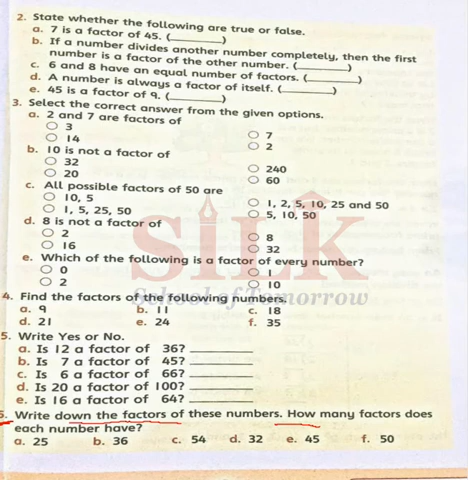 2. State whether the following are true or false.
a. 7 is a factor of 45. (________)
b. If a number divides another number completely, then the first
number is a factor of the other number. (________)
c. 6 and 8 have an equal number of factors. (________)
d. A number is always a factor of itself. (________)
e. 45 is a factor of 9. (________)
3. Select the correct answer from the given options.
a. 2 and 7 are factors of
3 7
14 2
b. 10 is not a factor of
32 240
20 60
c. All possible factors of 50 are
10, 5 1, 2, 5, 10, 25 and 50
1, 5, 25, 50 5, 10, 50
d. 8 is not a factor of
2 8
16 32
e. Which of the following is a factor of every number?
0 1
2 10
SILK
School of Tomorrow
4. Find the factors of the following numbers.
a. 9 b. 11 c. 18
d. 21 e. 24 f. 35
5. Write Yes or No.
a. Is 12 a factor of 36? ________
b. Is 7 a factor of 45? ________
c. Is 6 a factor of 66? ________
d. Is 20 a factor of 100? ________
e. Is 16 a factor of 64? ________
6. Write down the factors of these numbers. How many factors does
each number have?
a. 25 b. 36 c. 54 d. 32 e. 45 f. 50